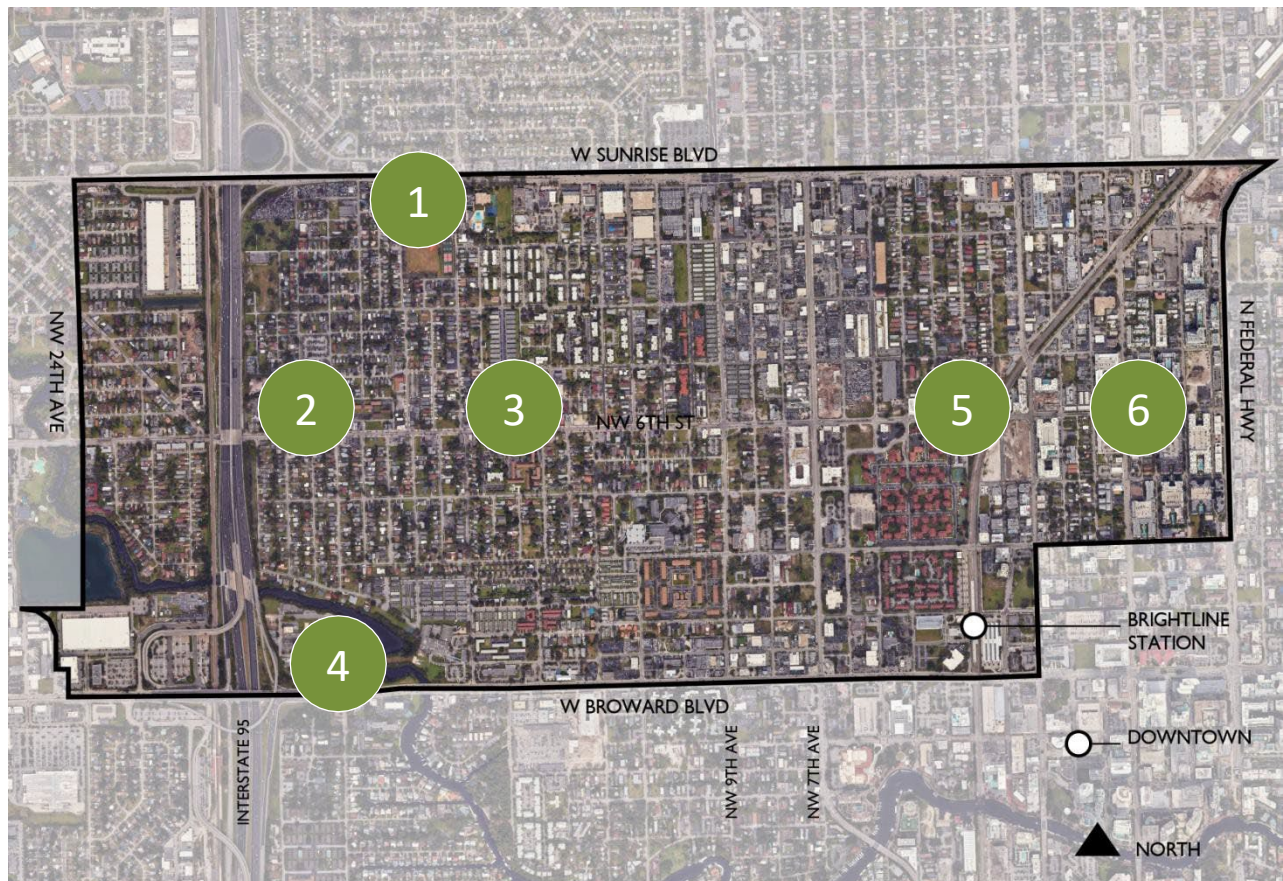 W SUNRISE BLVD
1
NW 24TH AVE
2
3
NW 6TH ST
5
6
N FEDERAL HWY
4
BRIGHTLINE
STATION
W BROWARD BLVD
INTERSTATE 95
NW 9TH AVE
NW 7TH AVE
DOWNTOWN
NORTH